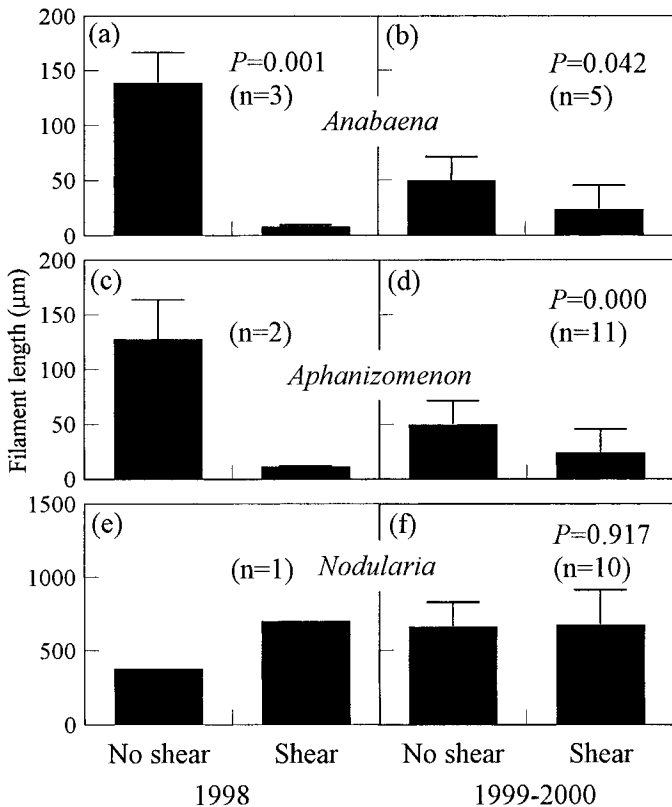 Filament length (µm)
200
150
100
50
0
(a)
P=0.001
(n=3)
(b)
P=0.042
(n=5)
Anabaena
200
150
100
50
0
(c)
(n=2)
(d)
P=0.000
(n=11)
Aphanizomenon
1500
1000
500
0
(e)
(n=1)
Nodularia
(f)
P=0.917
(n=10)
No shear
Shear
No shear
Shear
1998
1999-2000